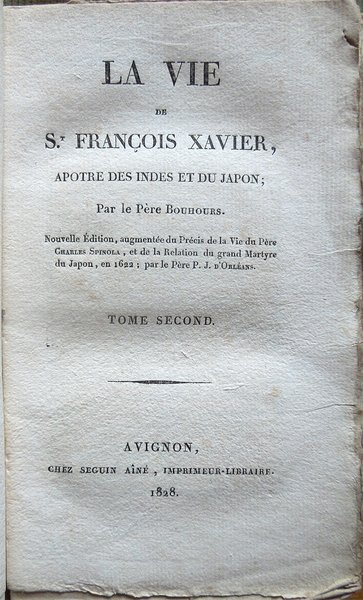 LA VIE
DE
S.T FRANÇOIS XAVIER,
APOTRE DES INDES ET DU JAPON;
Par le Père BOUHOURS.
Nouvelle Édition, augmentée du Précis de la Vie du Père
CHARLES SPINOLA, et de la Relation du grand Martyre
du Japon, en 1622; par le Père P. J. D'ORLÉANS.
TOME SECOND.
AVIGNON,
CHEZ SEGUIN AÎNÉ, IMPRIMEUR-LIBRAIRE.
1828.